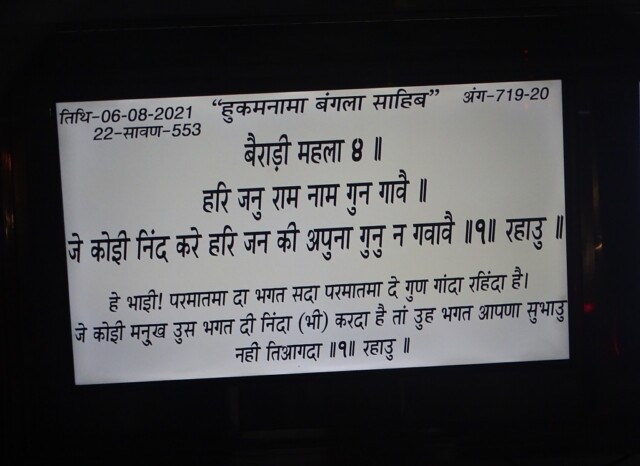 तिथि-06-08-2021 “हुकमनामा बंगला साहिब” अंग-719-20
22-सावण-553
बैराड़ी महला ४ ॥
हरि जनु राम नाम गुन गावै ॥
जे कोई निंद करे हरि जन की अपुना गुनु न गवावै ॥१॥ रहाउ ॥
हे भाई! परमातमा दा भगत सदा परमातमा दे गुण गांदा रहिंदा है।
जे कोई मनुख उस भगत दी निंदा (भी) करदा है तां उह भगत आपणा सुभाउ
नही तिआगदा ॥१॥ रहाउ ॥